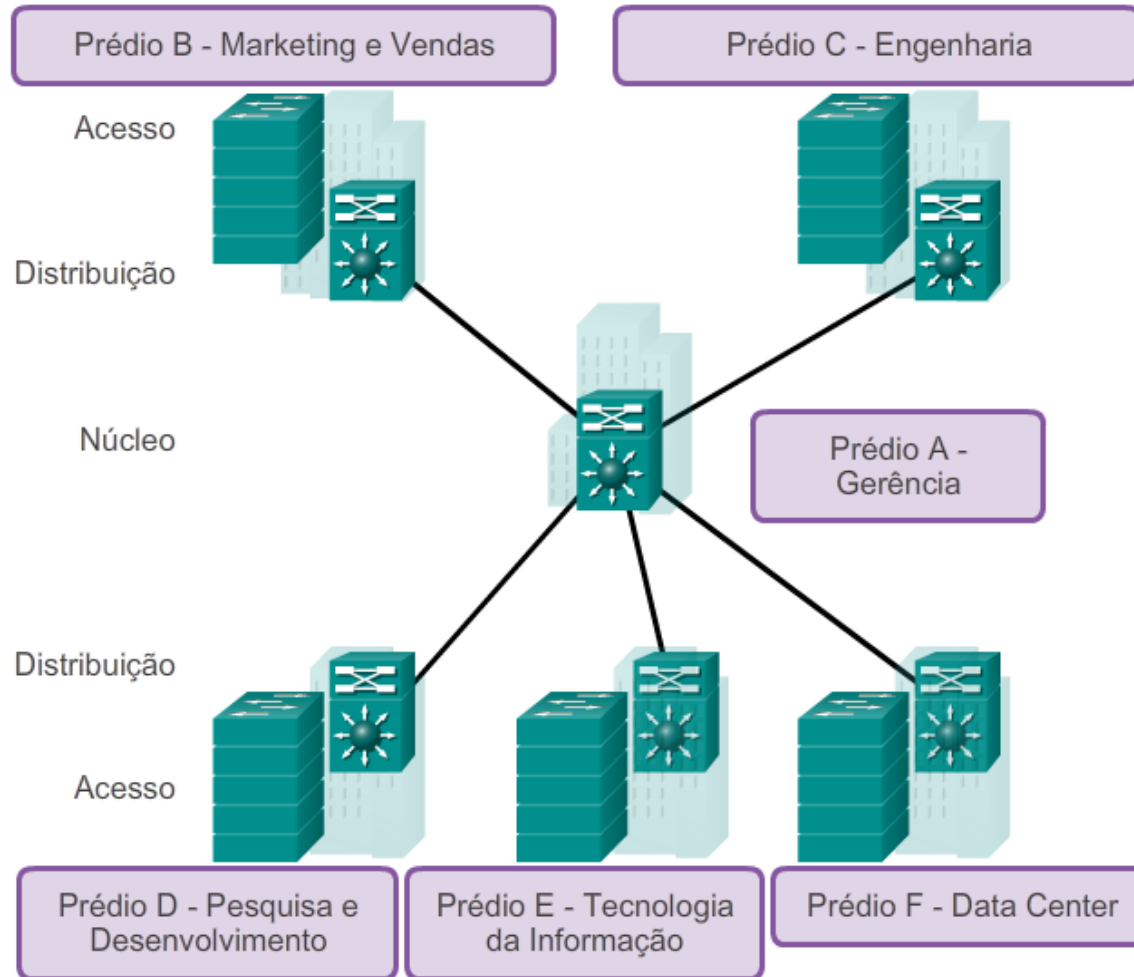 Prédio B - Marketing e Vendas
Prédio C - Engenharia
Acesso
Distribuição
Núcleo
Prédio A -
Gerência
Distribuição
Acesso
Prédio D - Pesquisa e
Desenvolvimento
Prédio E - Tecnologia
da Informação
Prédio F - Data Center